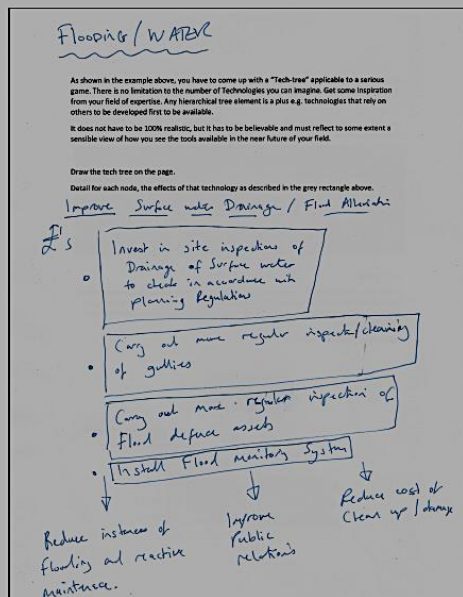 FLOODING / WATER
As shown in the example above, you have to come up with a "Tech-tree" applicable to a serious
game. There is no limitation to the number of Technologies you can imagine. Get some inspiration
from your field of expertise. Any hierarchical tree element is a plus e.g. technologies that rely on
others to be developed first to be available.
It does not have to be 100% realistic, but it has to be believable and must reflect to some extent a
sensible view of how you see the tools available in the near future of your field.
Draw the tech tree on the page.
Detail for each node, the effects of that technology as described in the grey rectangle above.
Improve Surface water Drainage / Flood Alleviation
£'s
Invest in site inspections of
Drainage of Surface water
to check in accordance with
planning Regulations
Carry out more regular inspection/cleaning
of gullies
Carry out more regular inspection of
Flood defence assets
Install Flood monitory System
Reduce instances of
flooding and reactive
maintenance.
Improve
Public
relations
Reduce cost of
Clean up / damage